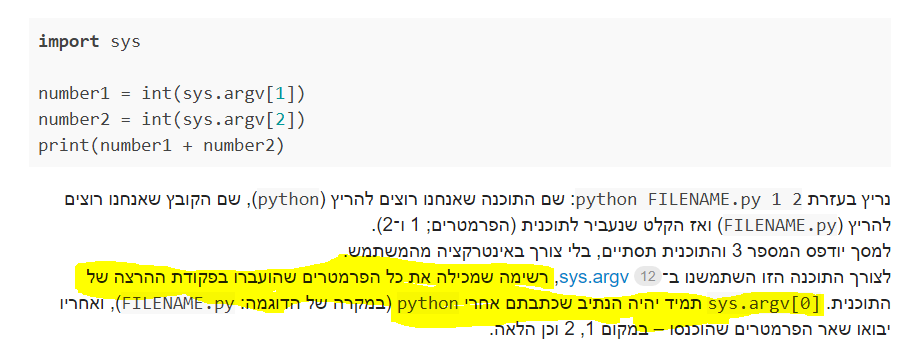 import sys
number1 = int(sys.argv[1])
number2 = int(sys.argv[2])
print(number1 + number2)
נריץ בעזרת python FILENAME.py 1 2: שם התוכנה שאנחנו רוצים להריץ (python), שם הקובץ שאנחנו רוצים
להריץ (FILENAME.py) ואז הקלט שנעביר לתוכנית (הפרמטרים; 1 ו־2).
למסך יודפס המספר 3 והתוכנית תסתיים, בלי צורך באינטרקציה מהמשתמש.
לצורך התוכנה הזו השתמשנו ב־sys.argv 12, רשימה שמכילה את כל הפרמטרים שהועברו בפקודת ההרצה של
התוכנית. sys.argv[0] תמיד יהיה הנתיב שכתבתם אחרי python (במקרה של הדוגמה: FILENAME.py), ואחריו
יבואו שאר הפרמטרים שהוכנסו – במקום 1, 2 וכן הלאה.